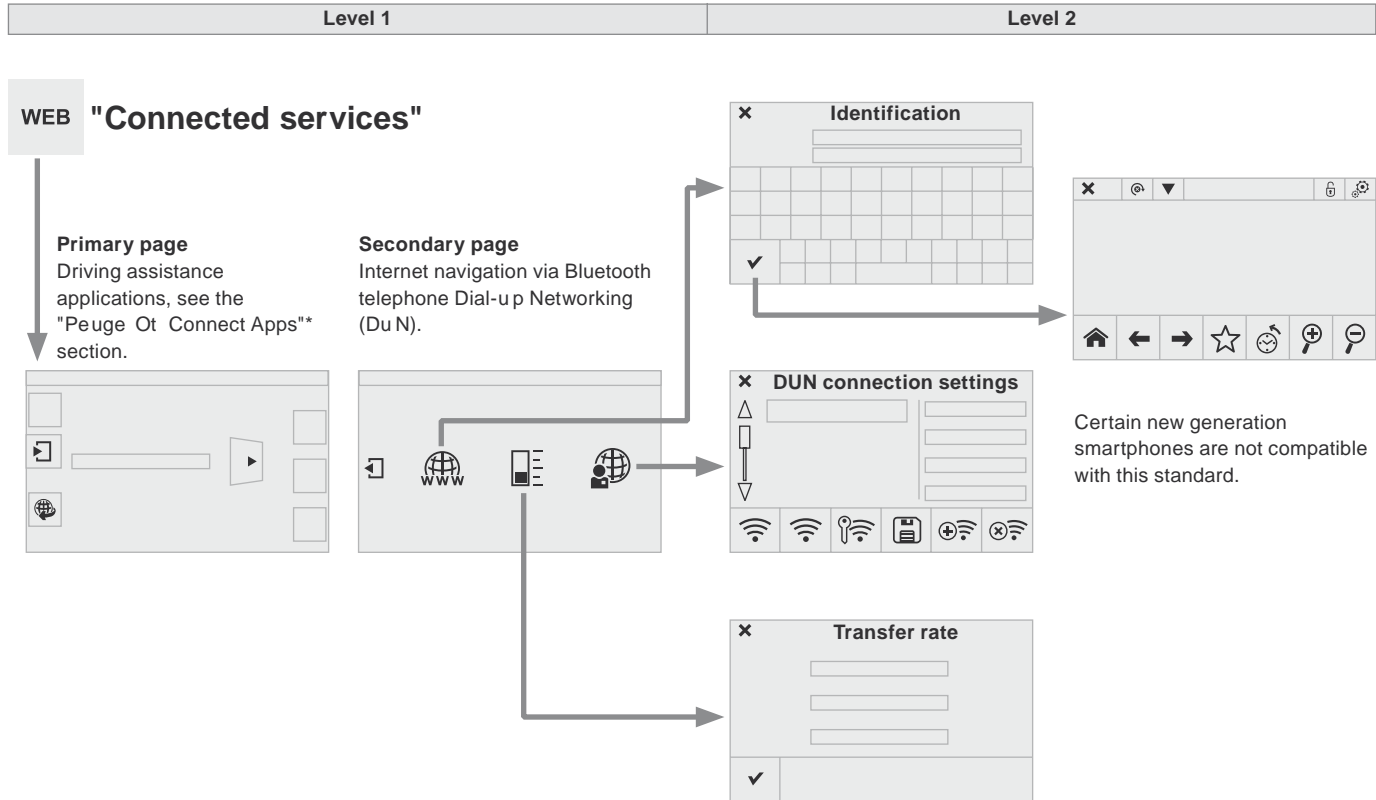 Level 1
Level 2
WEB "Connected services"
Primary page
Driving assistance
applications, see the
"Peuge Ot Connect Apps"*
section.
Secondary page
Internet navigation via Bluetooth
telephone Dial-up Networking
(Du N).
WWW
Identification
DUN connection settings
Transfer rate
Certain new generation
smartphones are not compatible
with this standard.